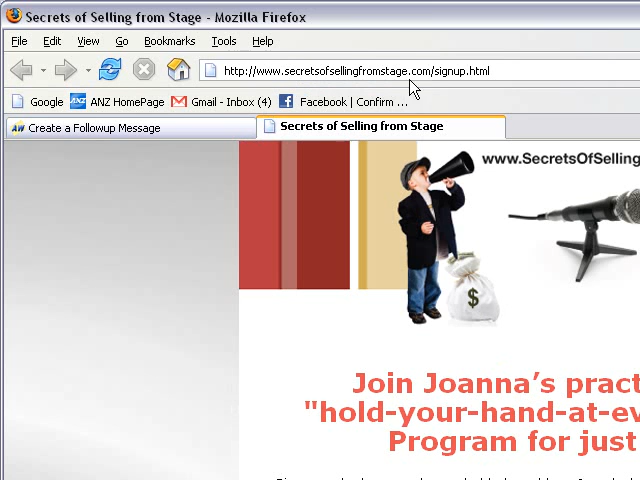 Secrets of Selling from Stage - Mozilla Firefox
File Edit View Go Bookmarks Tools Help
http://www.secretsofsellingfromstage.com/signup.html
Google ANZ ANZ HomePage Gmail - Inbox (4) Facebook | Confirm ...
AW Create a Followup Message Secrets of Selling from Stage
www.SecretsOfSelling
$
Join Joanna's pract
"hold-your-hand-at-ev
Program for just